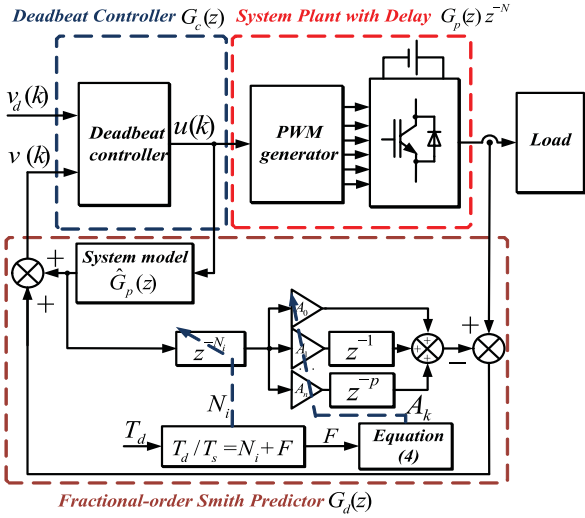 Deadbeat Controller G_c(z)
System Plant with Delay G_p(z) z^{-N}
v_d(k)
v(k)
Deadbeat
controller
u(k)
PWM
generator
Load
System model
Ĝ_p(z)
+
+
z^{-N_i}
A_0
A_1
. .
A_n
z^{-1}
z^{-p}
+
+
+
+
−
N_i
A_k
T_d
T_d / T_s = N_i + F
F
Equation
(4)
Fractional-order Smith Predictor G_d(z)